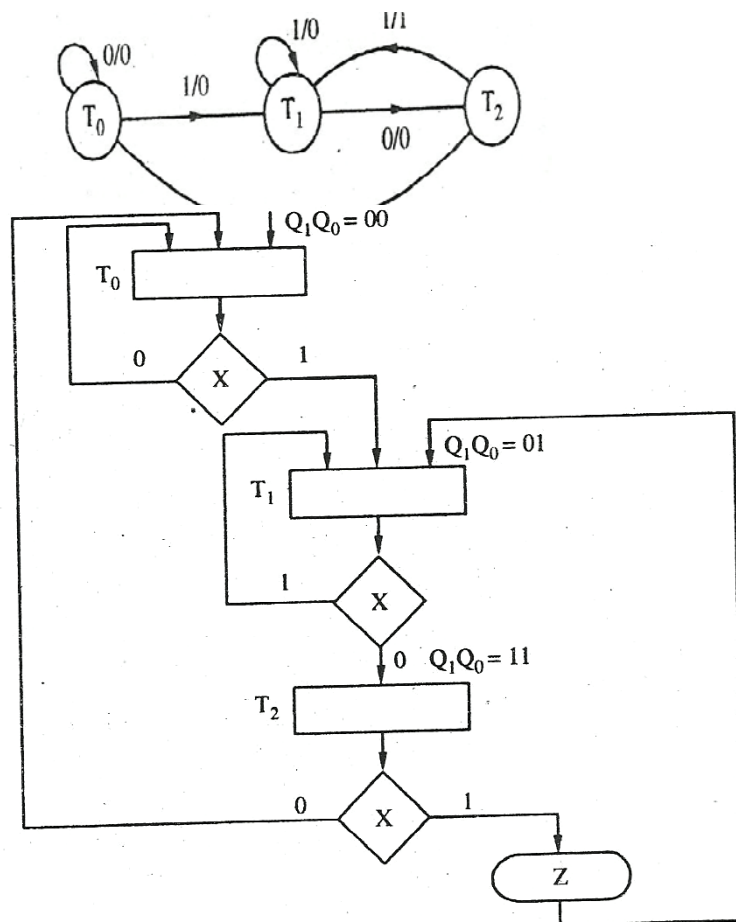 0/0
1/0
1/0
1/1
T₀
T₁
T₂
0/0
Q₁Q₀ = 00
T₀
0
X
1
Q₁Q₀ = 01
T₁
1
X
0 Q₁Q₀ = 11
T₂
0
X
1
Z